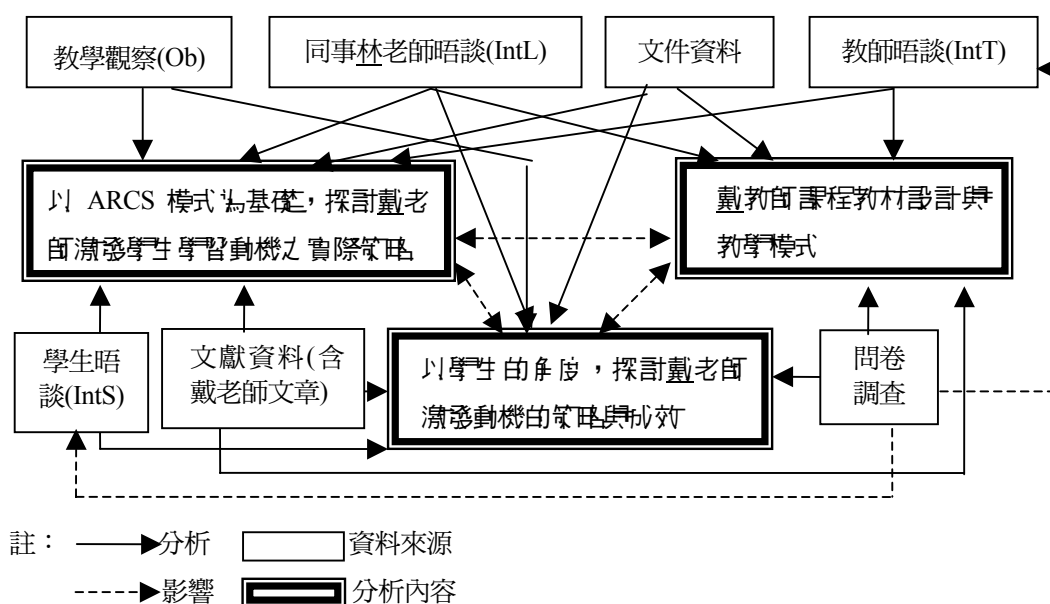 教學觀察(Ob)
同事林老師晤談(IntL)
文件資料
教師晤談(IntT)
以 ARCS 模式為基礎，探討戴老
師激發學生學習動機之實際策略
戴教師課程教材設計與
教學模式
學生晤
談(IntS)
文獻資料(含
戴老師文章)
以學生的角度，探討戴老師
激發動機的策略與成效
問卷
調查
註：
分析
資料來源
影響
分析內容